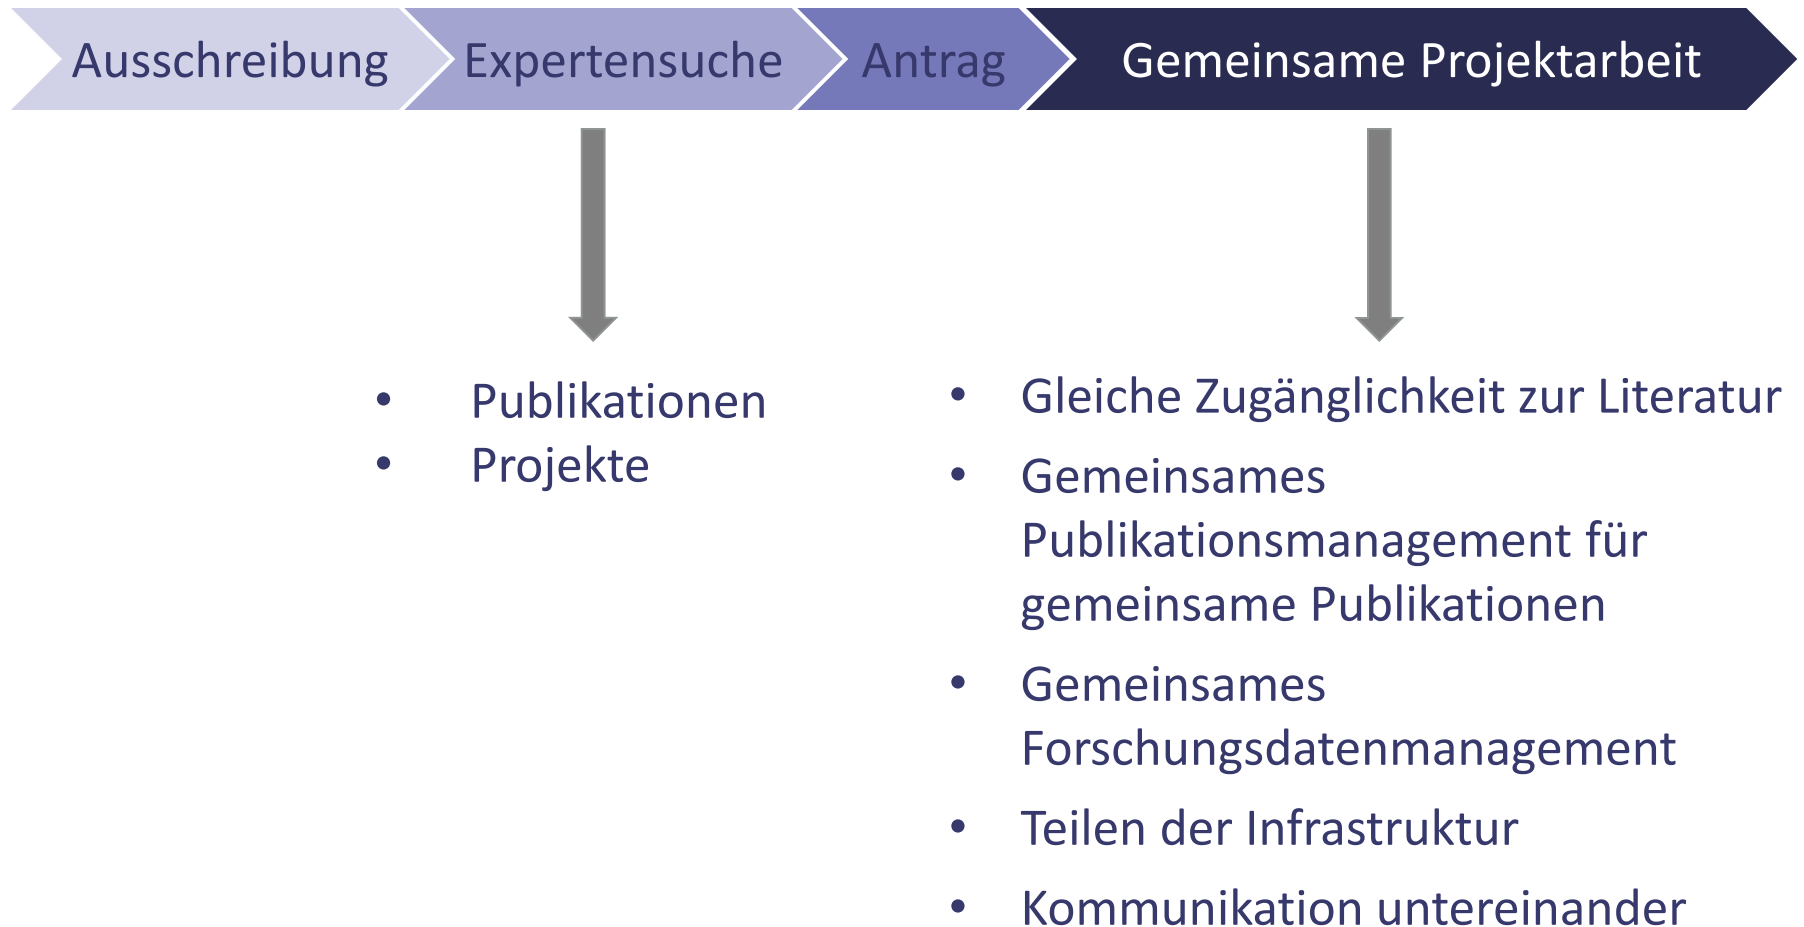 Ausschreibung
Expertensuche
Antrag
Gemeinsame Projektarbeit
• Publikationen
• Projekte
• Gleiche Zugänglichkeit zur Literatur
• Gemeinsames
Publikationsmanagement für
gemeinsame Publikationen
• Gemeinsames
Forschungsdatenmanagement
• Teilen der Infrastruktur
• Kommunikation untereinander